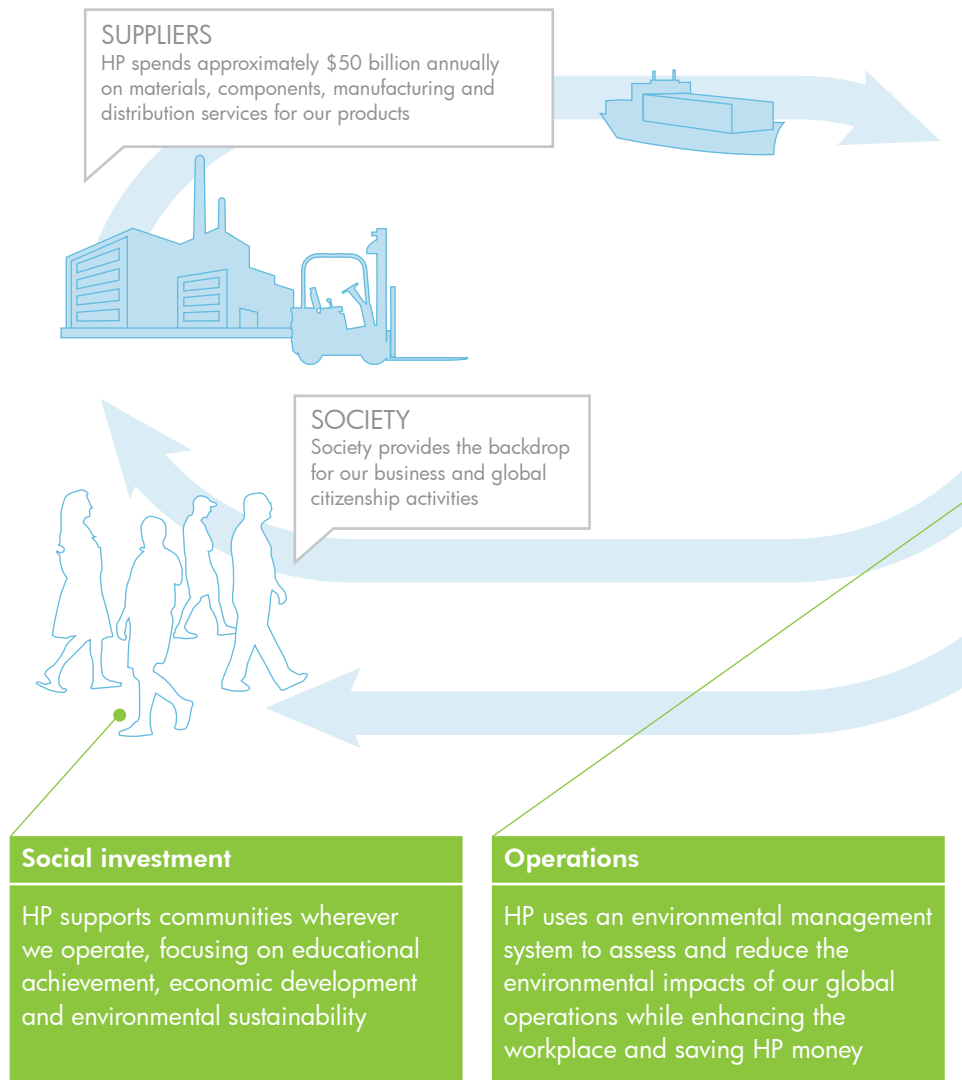 SUPPLIERS
HP spends approximately $50 billion annually
on materials, components, manufacturing and
distribution services for our products
SOCIETY
Society provides the backdrop
for our business and global
citizenship activities
Social investment
HP supports communities wherever
we operate, focusing on educational
achievement, economic development
and environmental sustainability
Operations
HP uses an environmental management
system to assess and reduce the
environmental impacts of our global
operations while enhancing the
workplace and saving HP money